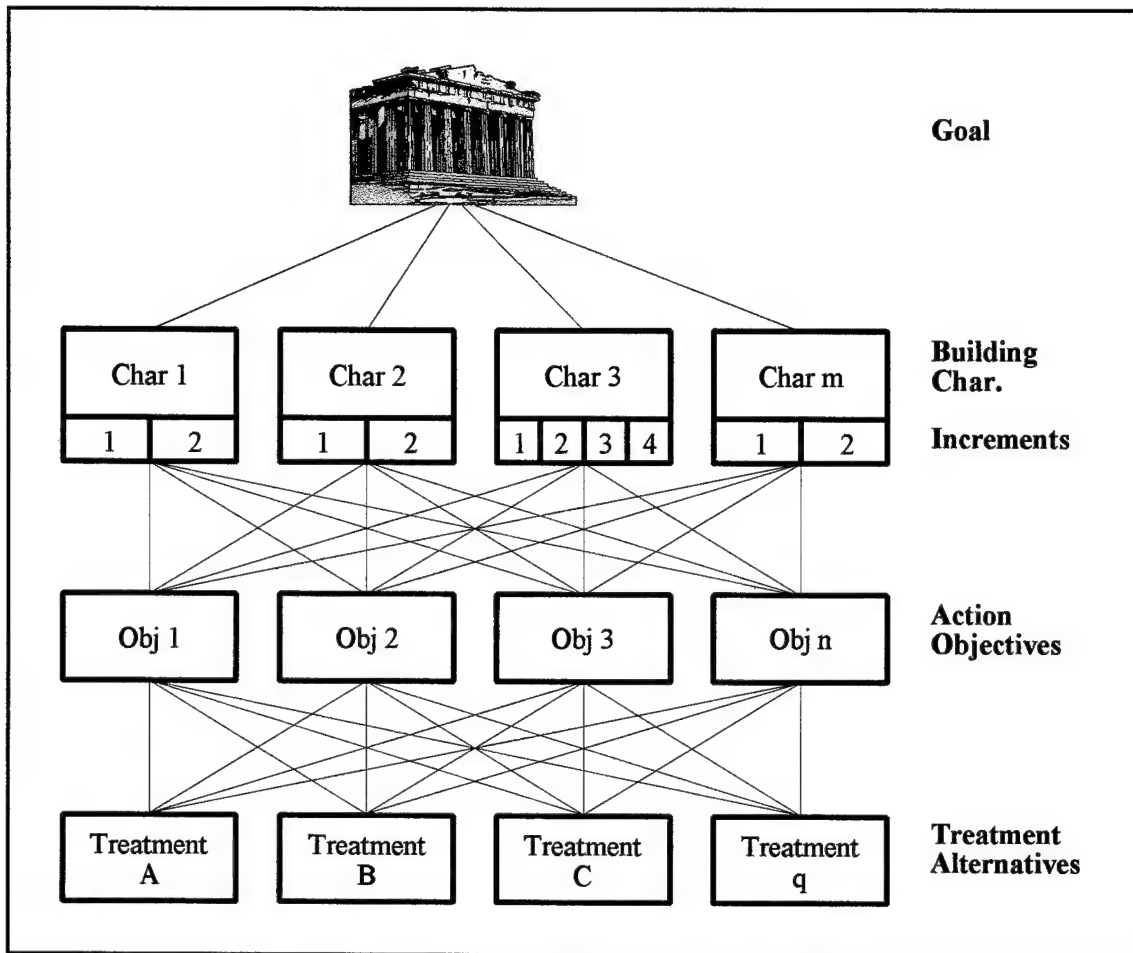 Goal
Char 1
Char 2
Char 3
Char m
Building
Char.
1 2
1 2
1 2 3 4
1 2
Increments
Obj 1
Obj 2
Obj 3
Obj n
Action
Objectives
Treatment
A
Treatment
B
Treatment
C
Treatment
q
Treatment
Alternatives